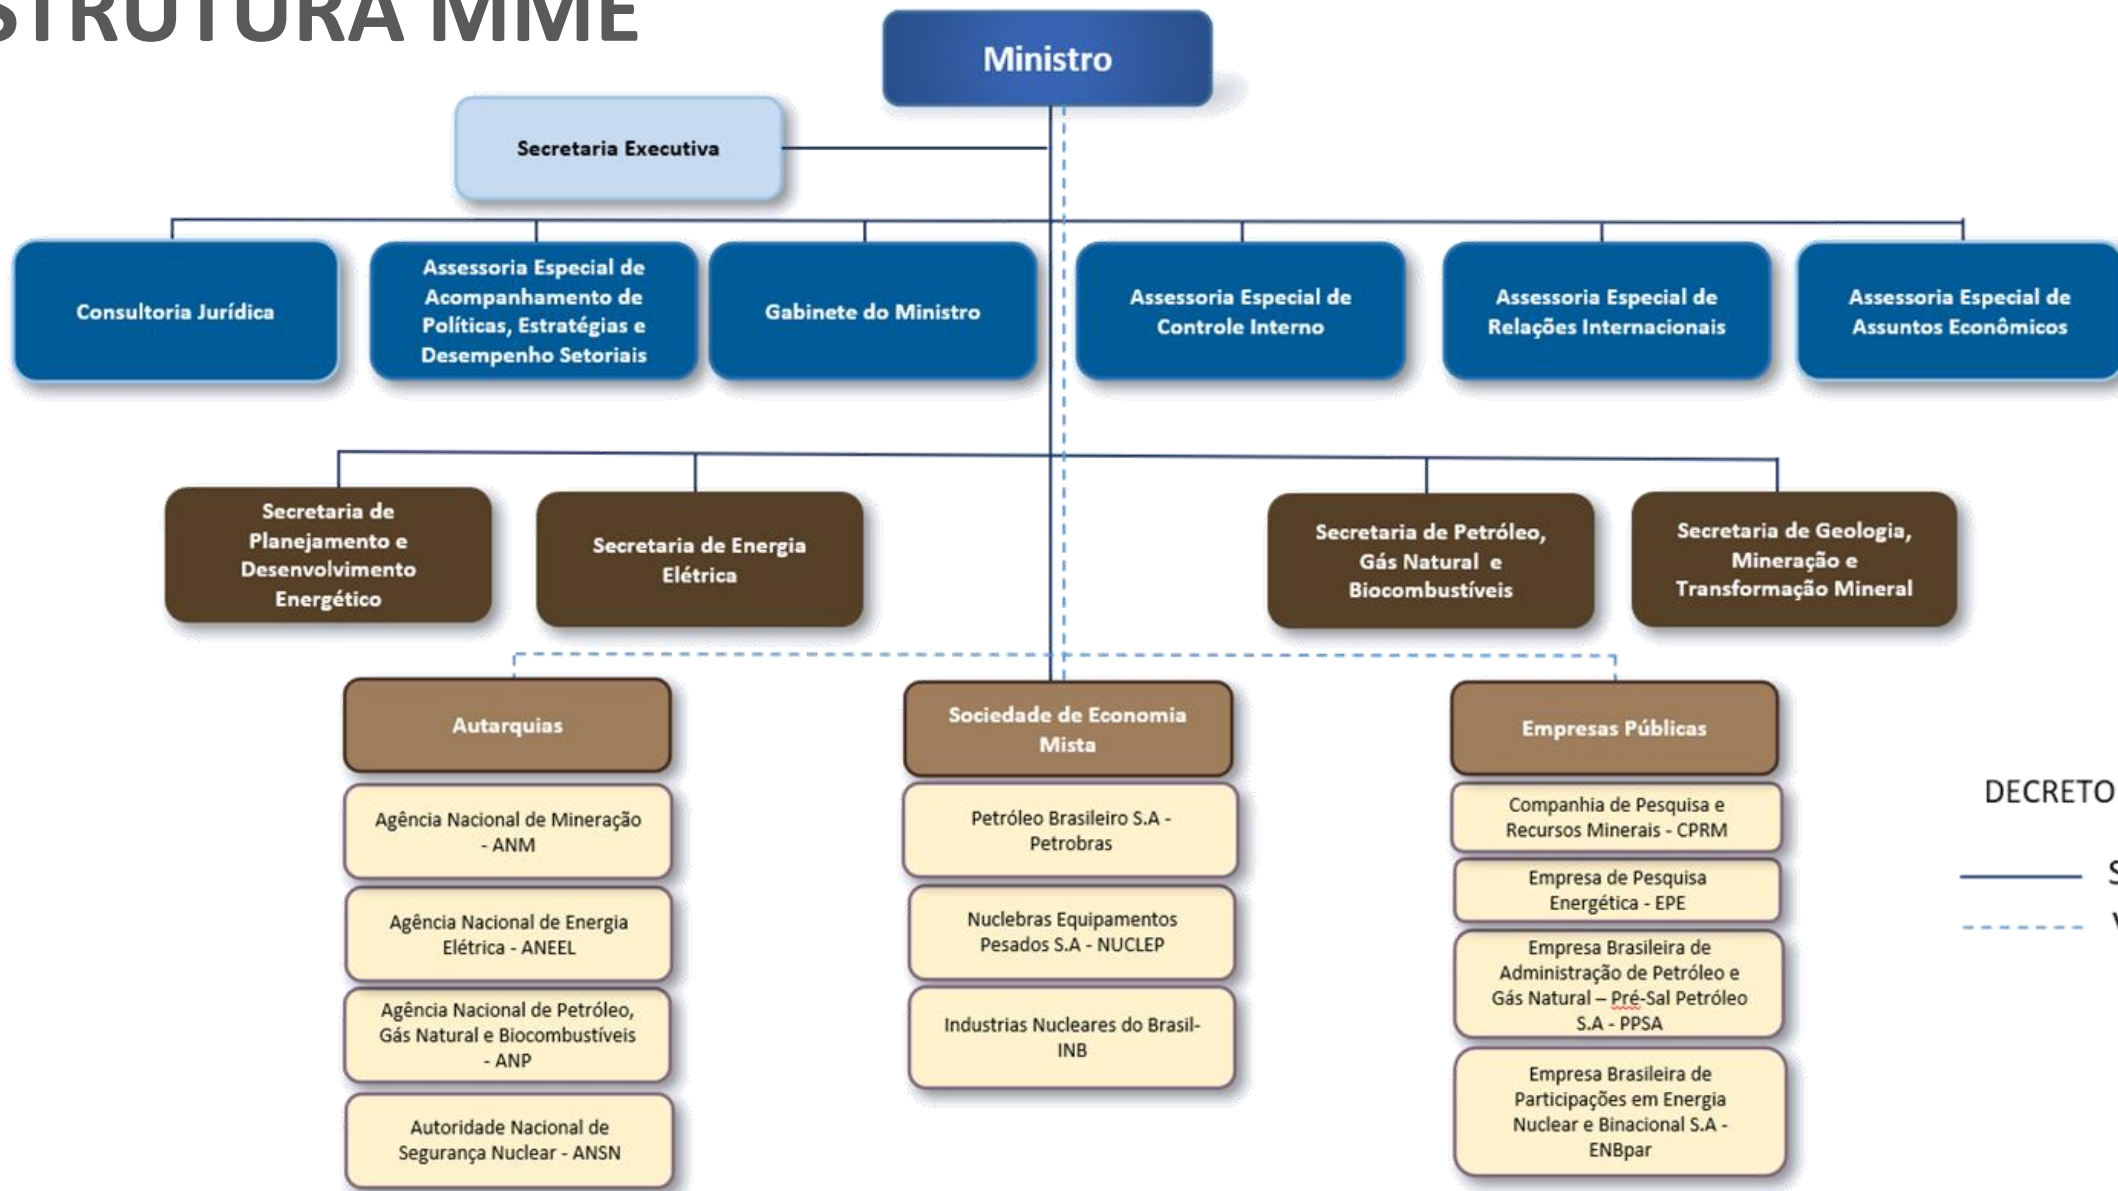 STRUTURA MME
Ministro
Secretaria Executiva
Consultoria Jurídica
Assessoria Especial de
Acompanhamento de
Políticas, Estratégias e
Desempenho Setoriais
Gabinete do Ministro
Assessoria Especial de
Controle Interno
Assessoria Especial de
Relações Internacionais
Assessoria Especial de
Assuntos Econômicos
Secretaria de
Planejamento e
Desenvolvimento
Energético
Secretaria de Energia
Elétrica
Secretaria de Petróleo,
Gás Natural e
Biocombustíveis
Secretaria de Geologia,
Mineração e
Transformação Mineral
Autarquias
Agência Nacional de Mineração
- ANM
Agência Nacional de Energia
Elétrica - ANEEL
Agência Nacional de Petróleo,
Gás Natural e Biocombustíveis
- ANP
Autoridade Nacional de
Segurança Nuclear - ANSN
Sociedade de Economia
Mista
Petróleo Brasileiro S.A -
Petrobras
Nuclebras Equipamentos
Pesados S.A - NUCLEP
Industrias Nucleares do Brasil-
INB
Empresas Públicas
Companhia de Pesquisa e
Recursos Minerais - CPRM
Empresa de Pesquisa
Energética - EPE
Empresa Brasileira de
Administração de Petróleo e
Gás Natural – Pré-Sal Petróleo
S.A - PPSA
Empresa Brasileira de
Participações em Energia
Nuclear e Binacional S.A -
ENBpar
DECRETO